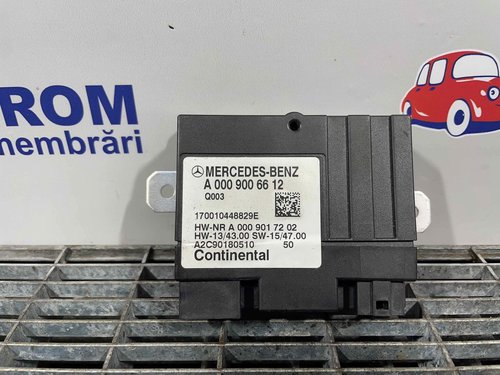 ROM
membrări
MERCEDES-BENZ
A 000 900 66 12
Q003
170010448829E
HW-NR A 000 901 72 02
HW-13/43.00 SW-15/47.00
A2C90180510 50
Continental